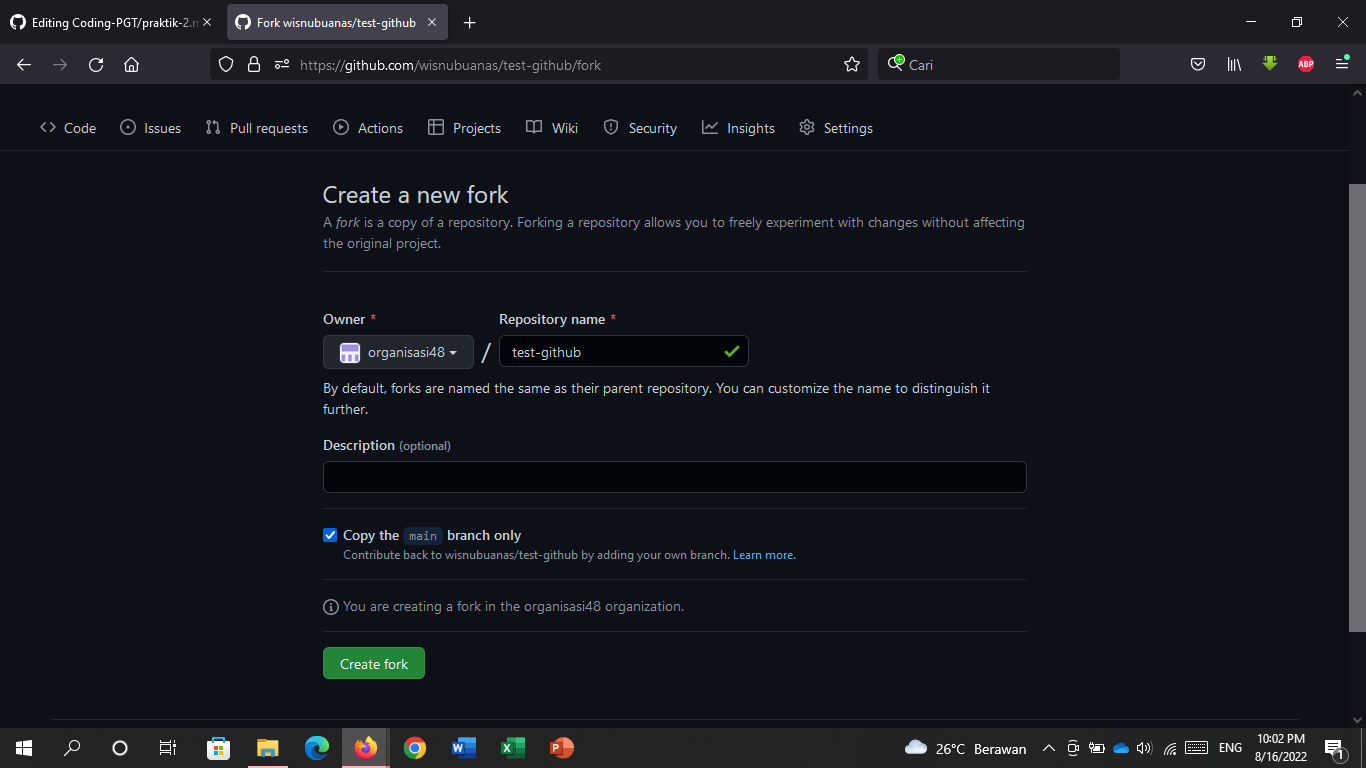 Editing Coding-PGT/praktik-2.m
Fork wisnubuanas/test-github
https://github.com/wisnubuanas/test-github/fork
Cari
ABP
Code
Issues
Pull requests
Actions
Projects
Wiki
Security
Insights
Settings
Create a new fork
A fork is a copy of a repository. Forking a repository allows you to freely experiment with changes without affecting
the original project.
Owner *
Repository name *
organisasi48
/
test-github
By default, forks are named the same as their parent repository. You can customize the name to distinguish it
further.
Description (optional)
Copy the main branch only
Contribute back to wisnubuanas/test-github by adding your own branch. Learn more.
You are creating a fork in the organisasi48 organization.
Create fork
26°C Berawan
ENG
10:02 PM
8/16/2022
1